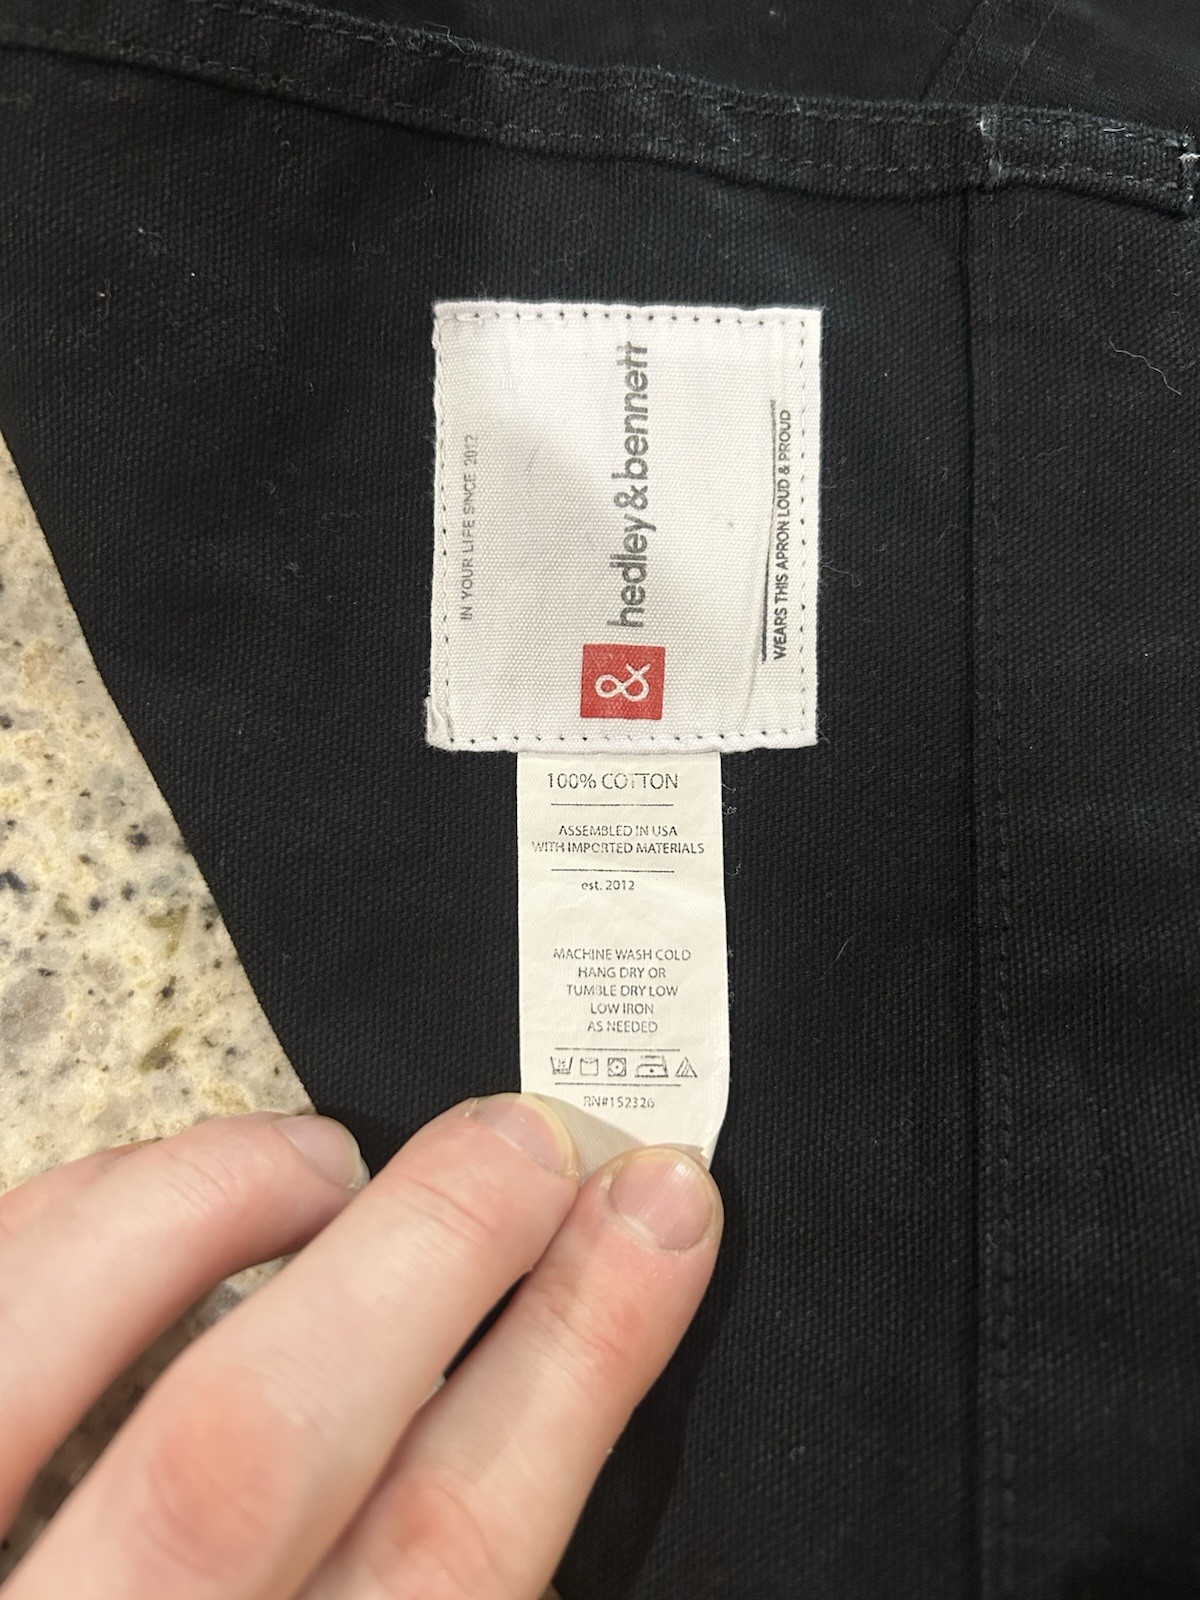 IN YOUR LIFE SINCE 2012
& hedley & bennett
WEARS THIS APRON LOUD & PROUD
100% COTTON
ASSEMBLED IN USA
WITH IMPORTED MATERIALS
est. 2012
MACHINE WASH COLD
HANG DRY OR
TUMBLE DRY LOW
LOW IRON
AS NEEDED
RN#152326